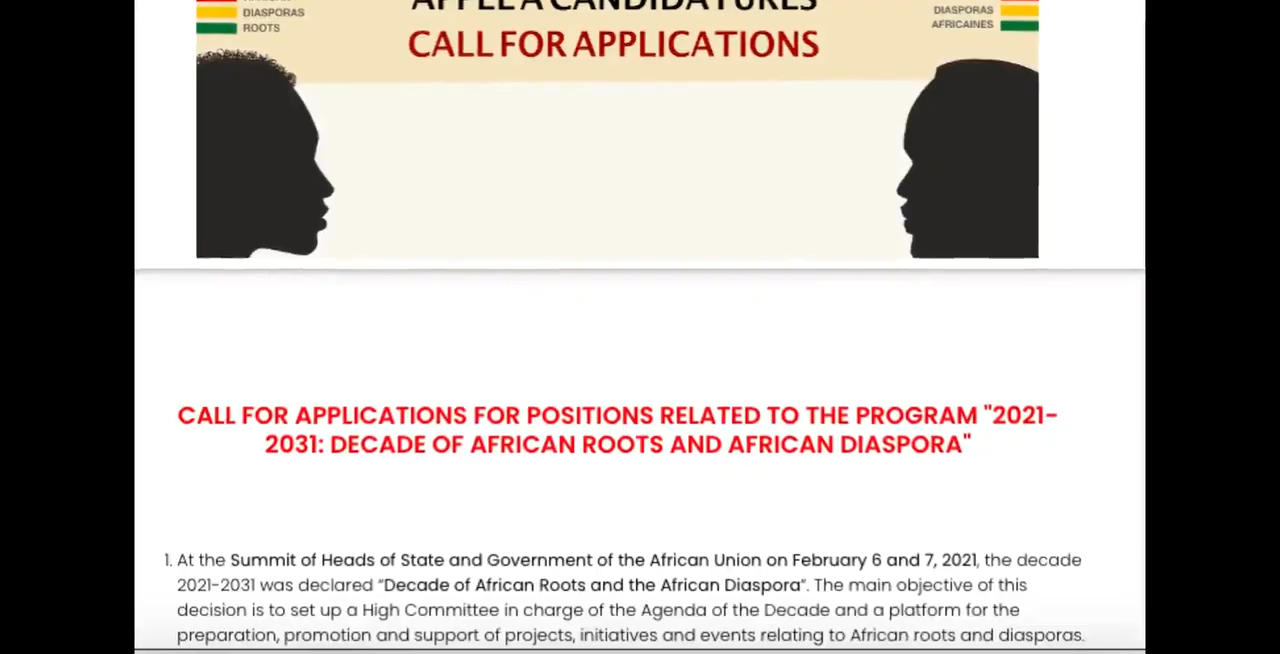 DIASPORAS
ROOTS
CALL FOR APPLICATIONS
DIASPORAS
AFRICAINES
CALL FOR APPLICATIONS FOR POSITIONS RELATED TO THE PROGRAM "2021-
2031: DECADE OF AFRICAN ROOTS AND AFRICAN DIASPORA"
1. At the Summit of Heads of State and Government of the African Union on February 6 and 7, 2021, the decade
2021-2031 was declared “Decade of African Roots and the African Diaspora”. The main objective of this
decision is to set up a High Committee in charge of the Agenda of the Decade and a platform for the
preparation, promotion and support of projects, initiatives and events relating to African roots and diasporas.